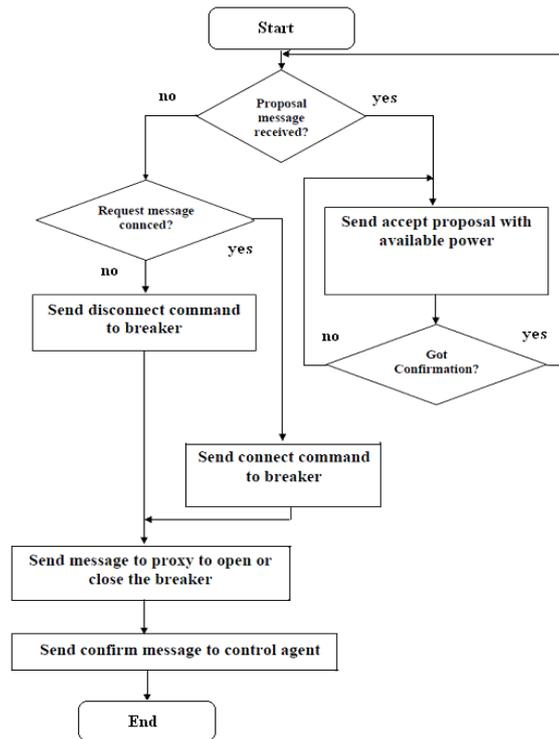 Start
no
Proposal
message
received?
yes
Request message
connced?
yes
no
Send accept proposal with
available power
Send disconnect command
to breaker
no
Got
Confirmation?
yes
Send connect command
to breaker
Send message to proxy to open or
close the breaker
Send confirm message to control agent
End